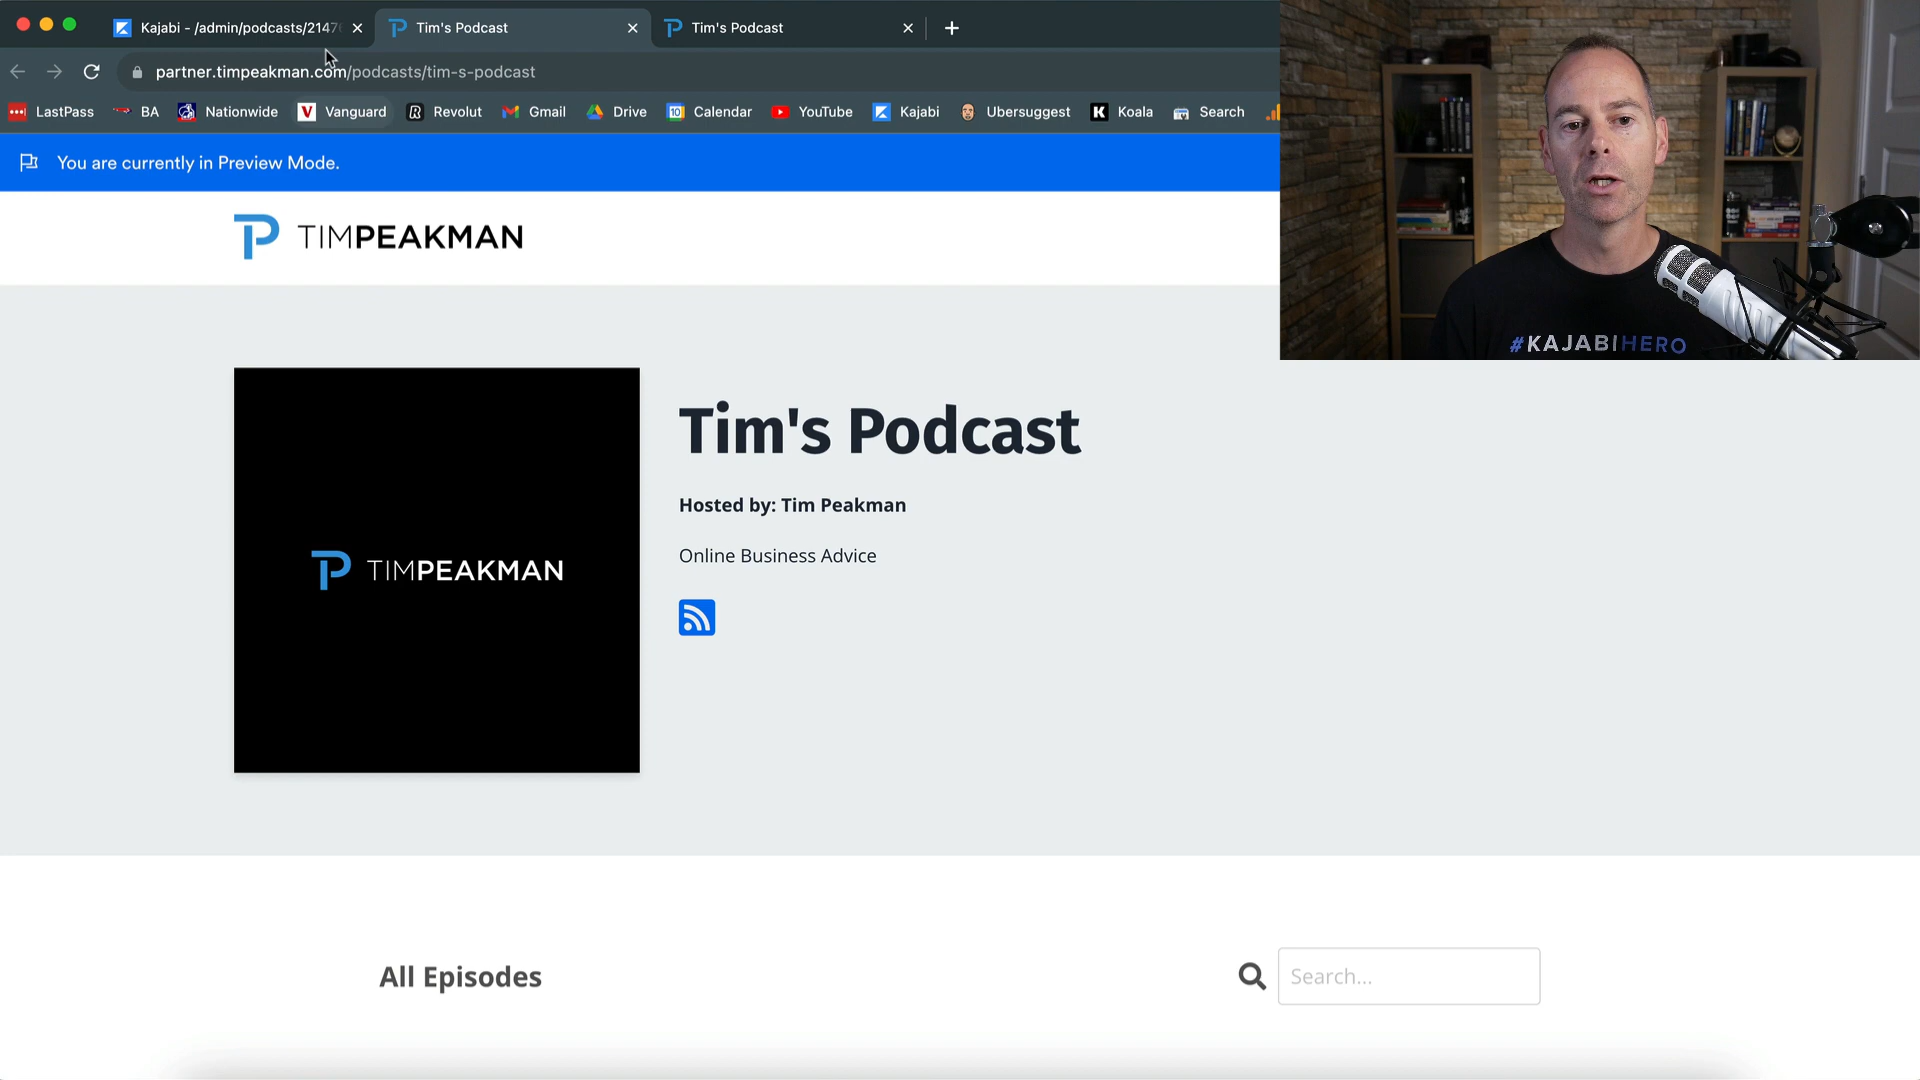 Kajabi - /admin/podcasts/2147
Tim's Podcast
Tim's Podcast
partner.timpeakman.com/podcasts/tim-s-podcast
LastPass
BA
Nationwide
Vanguard
Revolut
Gmail
Drive
Calendar
YouTube
Kajabi
Ubersuggest
Koala
Search
You are currently in Preview Mode.
TIMPEAKMAN
#KAJABIHERO
Tim's Podcast
Hosted by: Tim Peakman
Online Business Advice
TIMPEAKMAN
All Episodes
Search...